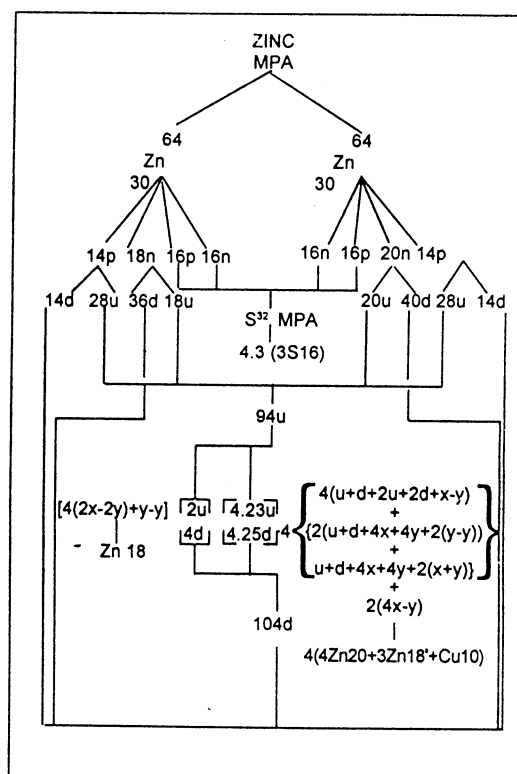 ZINC
MPA
64 64
Zn Zn
30 30
14p 18n 16p 16n 16n 16p 20n 14p
14d 28u 36d 18u 20u 40d 28u 14d
S³² MPA
4.3 (3S16)
94u
[4(2x-2y)+y-y]
Zn 18
2u 4.23u
4d 4.25d
4{4(u+d+2u+2d+x-y)
+
{2(u+d+4x+4y+2(y-y))
+
u+d+4x+4y+2(x+y)}}
+
2(4x-y)
4(4Zn20+3Zn18'+Cu10)
104d